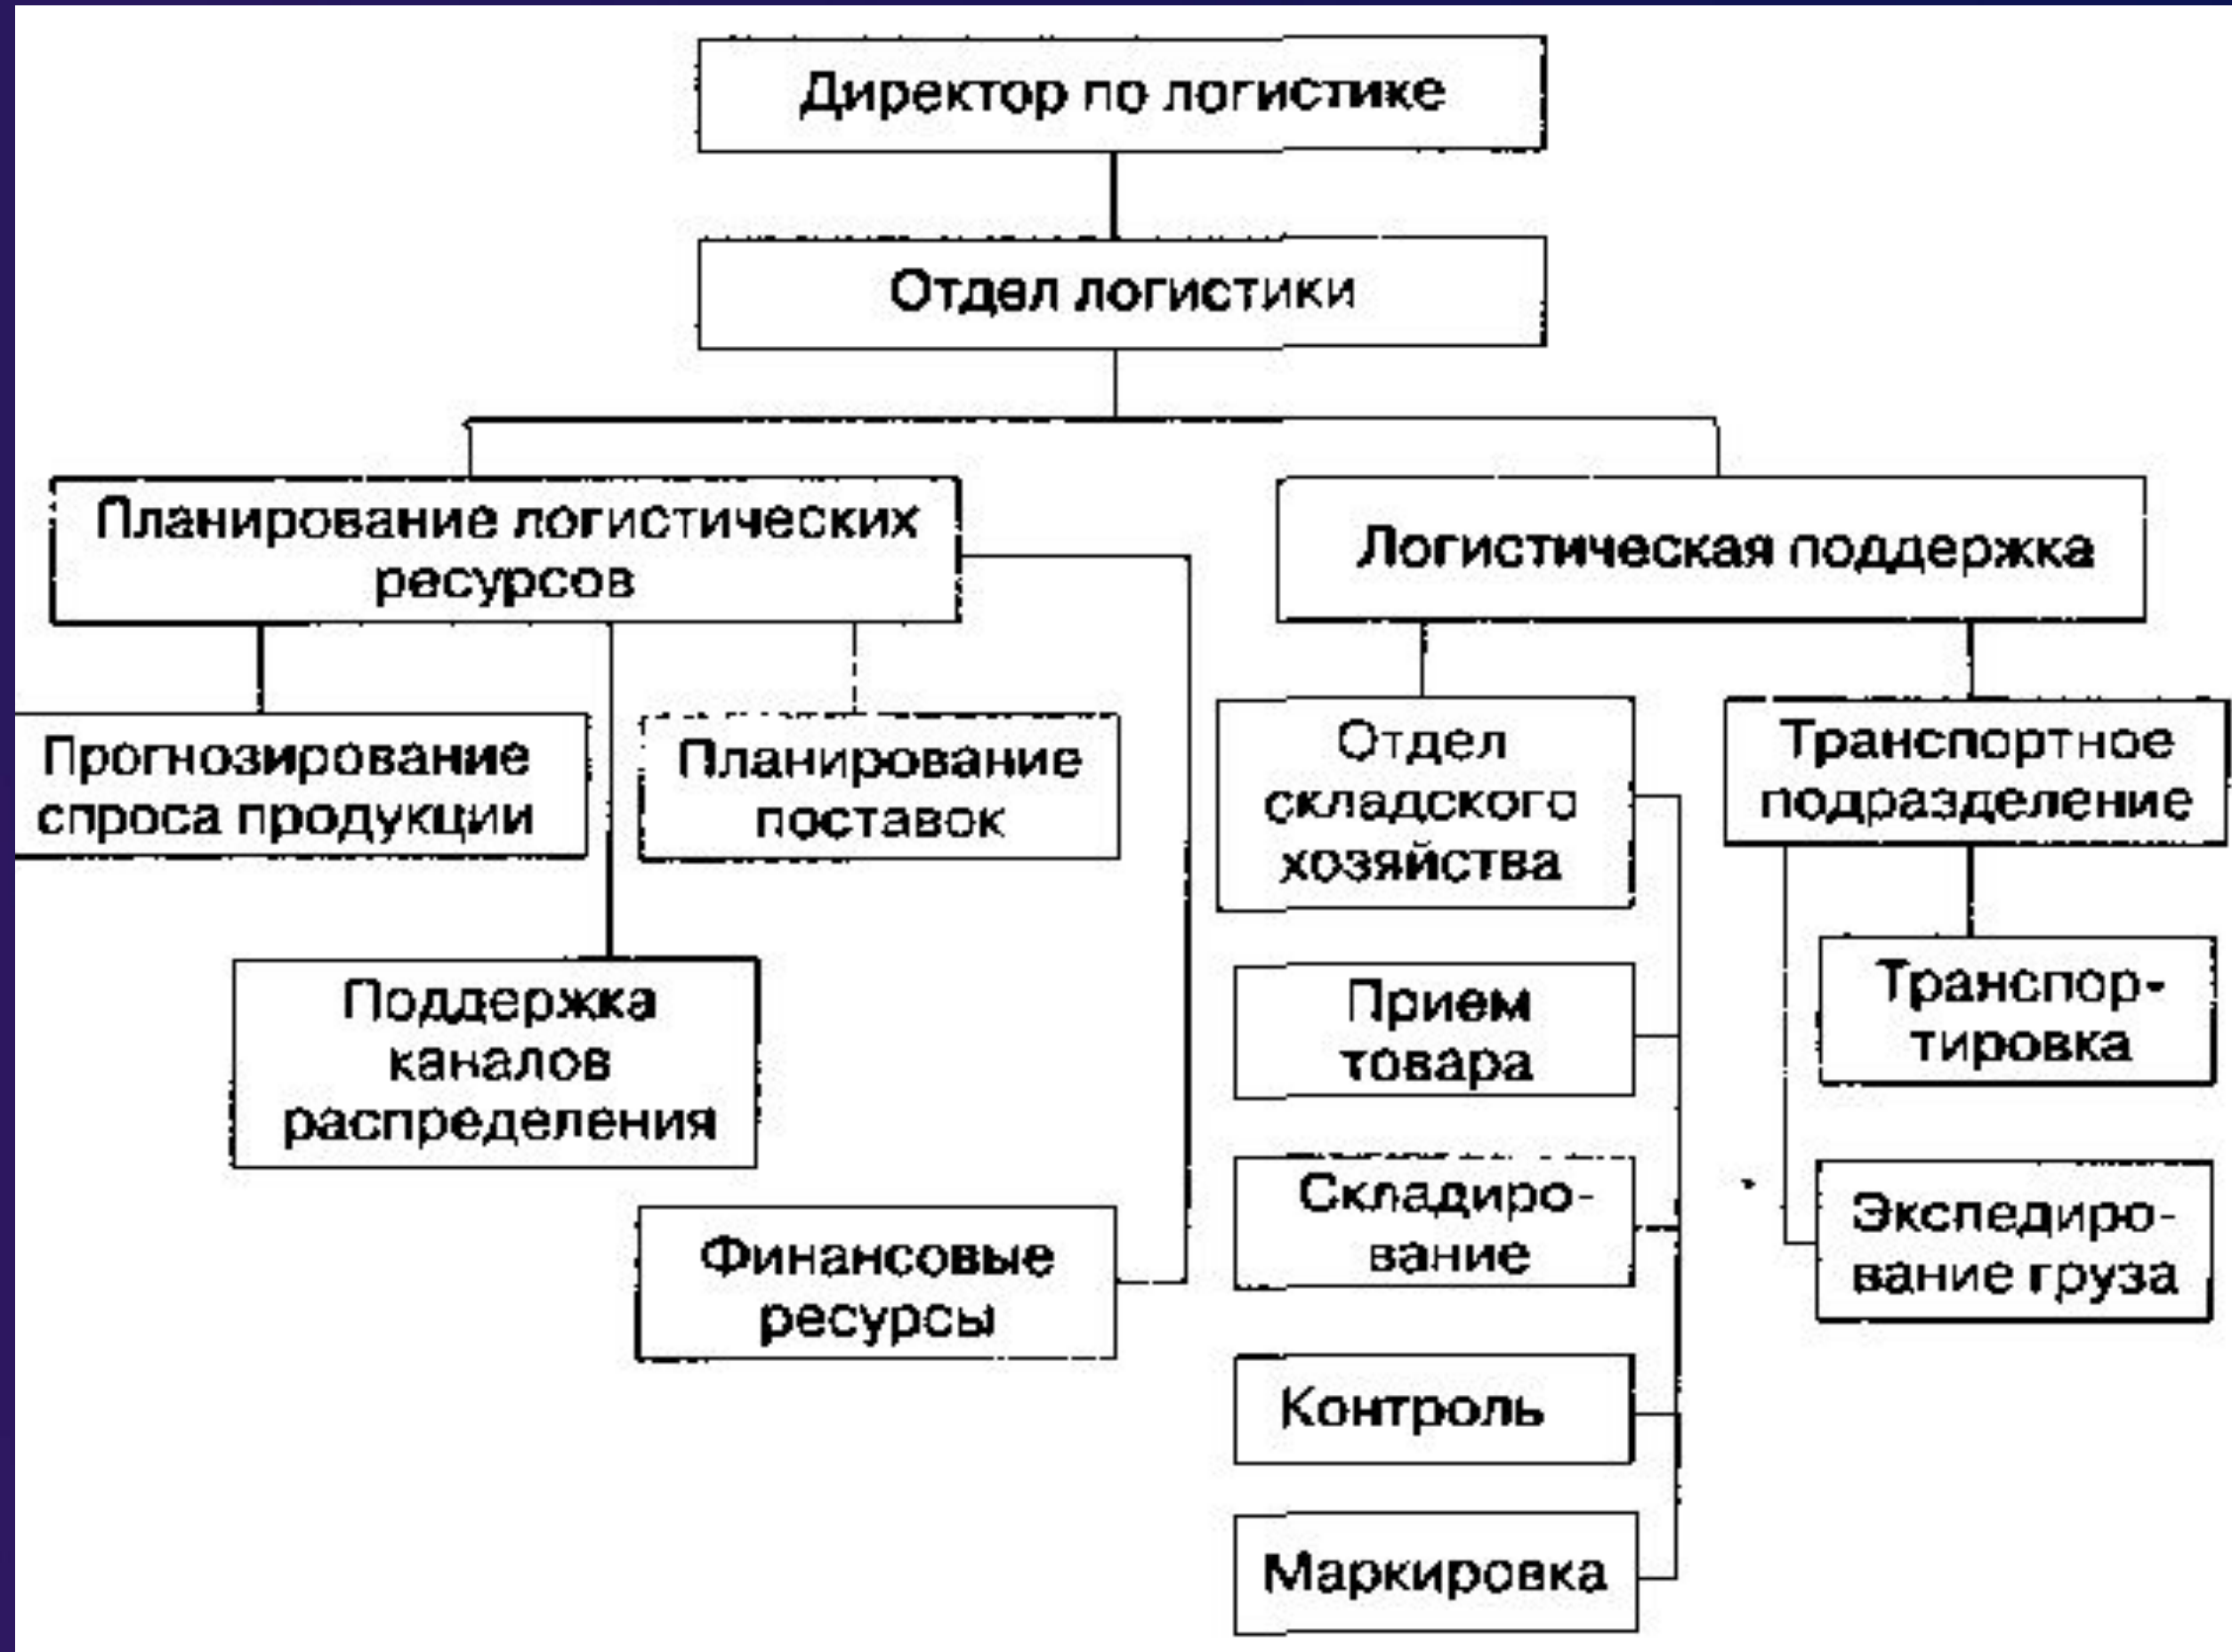 Директор по логистике
Отдел логистики
Планирование логистических
ресурсов
Логистическая поддержка
Прогнозирование
спроса продукции
Планирование
поставок
Поддержка
каналов
распределения
Финансовые
ресурсы
Отдел
складского
хозяйства
Прием
товара
Складиро-
вание
Контроль
Маркировка
Транспортное
подразделение
Транспор-
тировка
Экспедиро-
вание груза